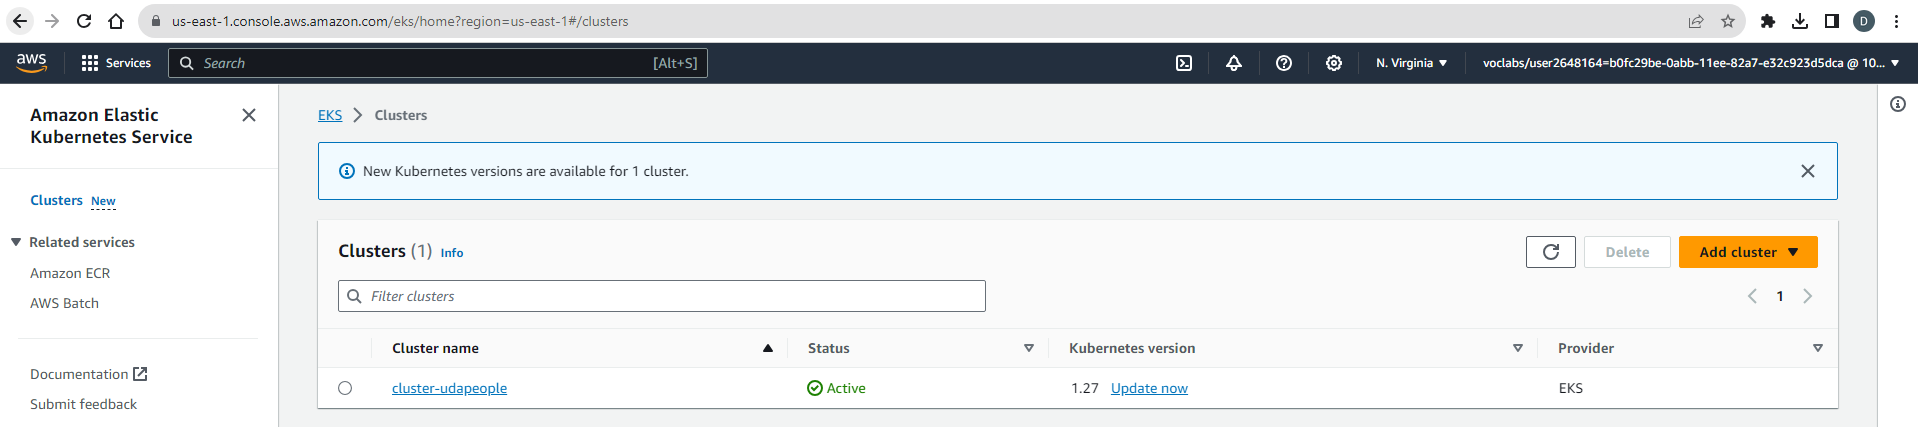 us-east-1.console.aws.amazon.com/eks/home?region=us-east-1#/clusters
D
aws
Services
Search
[Alt+S]
N. Virginia
voclabs/user2648164=b0fc29be-0abb-11ee-82a7-e32c923d5dca @ 10...
Amazon Elastic
Kubernetes Service
Clusters New
Related services
Amazon ECR
AWS Batch
Documentation
Submit feedback
EKS > Clusters
New Kubernetes versions are available for 1 cluster.
Clusters (1) Info
Delete
Add cluster
Filter clusters
1
Cluster name Status Kubernetes version Provider
cluster-udapeople Active 1.27 Update now EKS